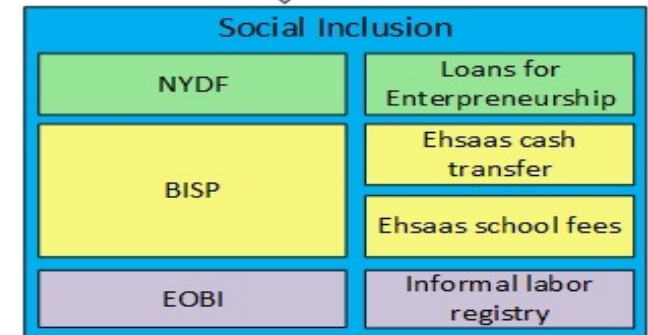 Social Inclusion
NYDF
Loans for
Enterpreneurship
BISP
Ehsaas cash
transfer
Ehsaas school fees
EOBI
Informal labor
registry